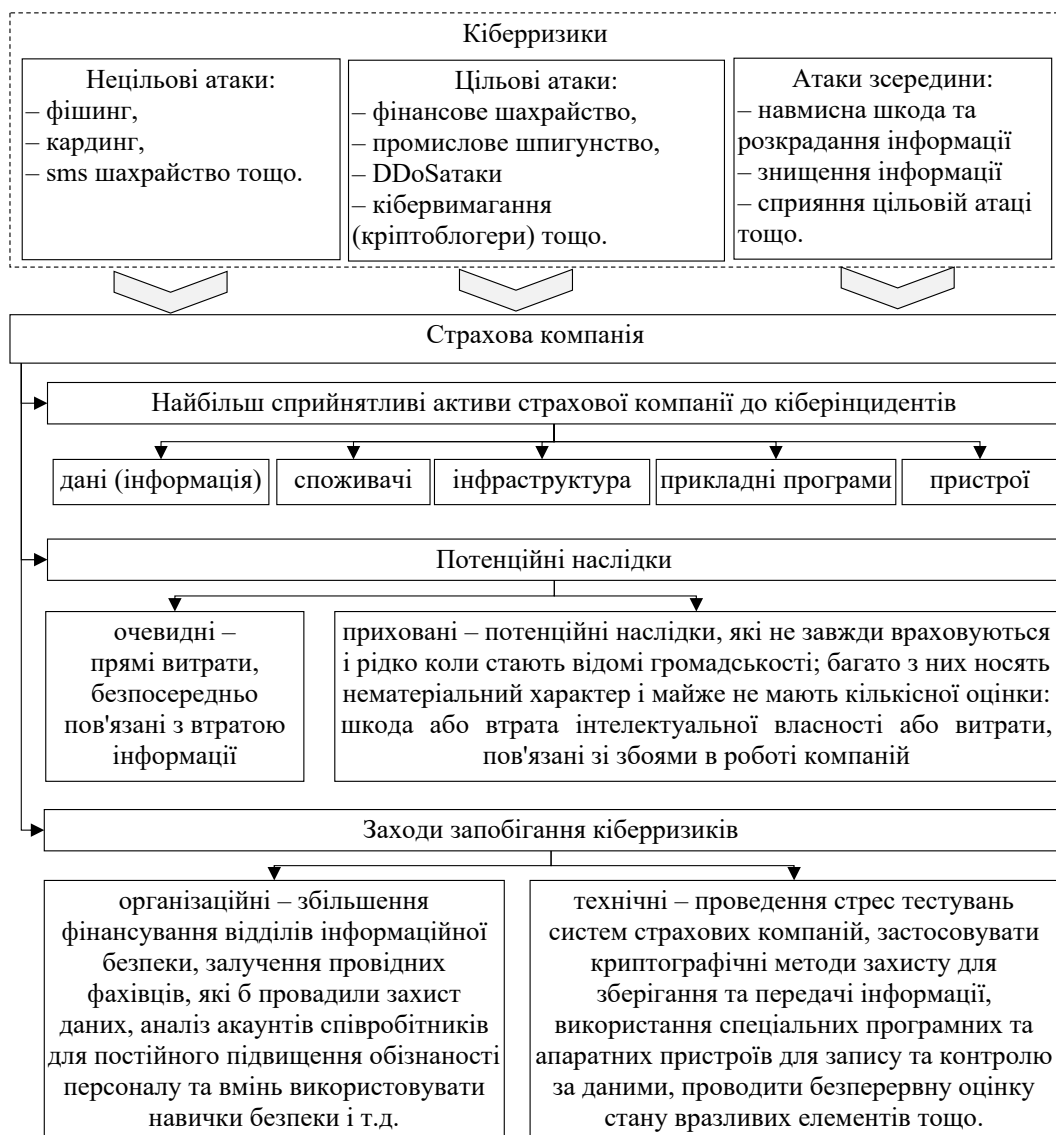 Кіберризики
Нецільові атаки:
– фішинг,
– кардинг,
– sms шахрайство тощо.
Цільові атаки:
– фінансове шахрайство,
– промислове шпигунство,
– DDoSатаки
– кібервимагання
(кріптоблогери) тощо.
Атаки зсередини:
– навмисна шкода та
розкрадання інформації
– знищення інформації
– сприяння цільовій атаці
тощо.
Страхова компанія
Найбільш сприйнятливі активи страхової компанії до кіберінцидентів
дані (інформація)
споживачі
інфраструктура
прикладні програми
пристрої
Потенційні наслідки
очевидні –
прямі витрати,
безпосередньо
пов'язані з втратою
інформації
приховані – потенційні наслідки, які не завжди враховуються
і рідко коли стають відомі громадськості; багато з них носять
нематеріальний характер і майже не мають кількісної оцінки:
шкода або втрата інтелектуальної власності або витрати,
пов'язані зі збоями в роботі компаній
Заходи запобігання кіберризиків
організаційні – збільшення
фінансування відділів інформаційної
безпеки, залучення провідних
фахівців, які б провадили захист
даних, аналіз акаунтів співробітників
для постійного підвищення обізнаності
персоналу та вмінь використовувати
навички безпеки і т.д.
технічні – проведення стрес тестувань
систем страхових компаній, застосовувати
криптографічні методи захисту для
зберігання та передачі інформації,
використання спеціальних програмних та
апаратних пристроїв для запису та контролю
за даними, проводити безперервну оцінку
стану вразливих елементів тощо.